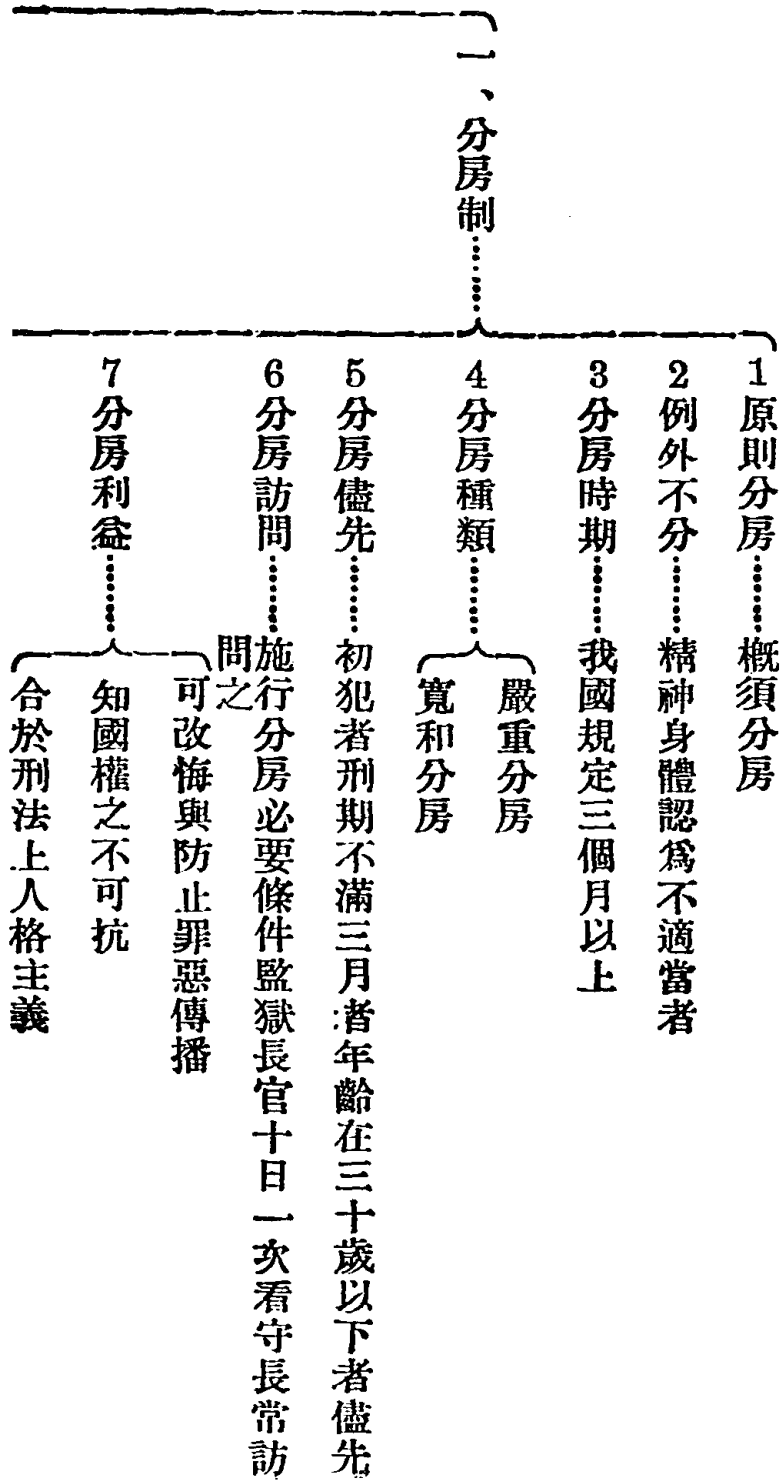 一、分房制……
1原則分房……概須分房
2例外不分……精神身體認爲不適當者
3分房時期……我國規定三個月以上
4分房種類……
嚴重分房
寬和分房
5分房儘先……初犯者刑期不滿三月者年齡在三十歲以下者儘先
6分房訪問……施行分房必要條件監獄長官十日一次看守長常訪
問之
7分房利益……
可改悔與防止罪惡傳播
知國權之不可抗
合於刑法上人格主義